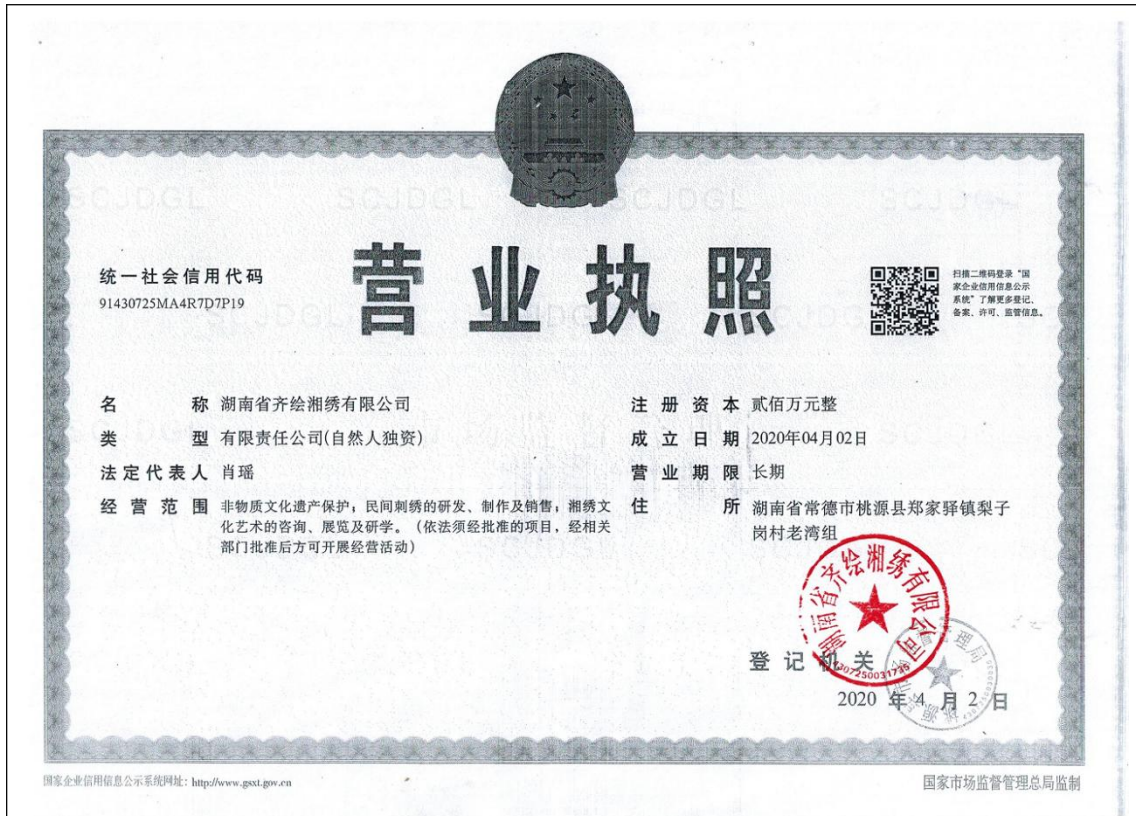 营业执照
统一社会信用代码
91430725MA4R7D7P19
扫描二维码登录“国
家企业信用信息公示
系统”了解更多登记、
备案、许可、监管信息。
名称 湖南省齐绘湘绣有限公司
类型 有限责任公司(自然人独资)
法定代表人 肖瑶
经营范围 非物质文化遗产保护；民间刺绣的研发、制作及销售；湘绣文
化艺术的咨询、展览及研学。（依法须经批准的项目，经相关
部门批准后方可开展经营活动）
注册资本 贰佰万元整
成立日期 2020年04月02日
营业期限 长期
住所 湖南省常德市桃源县郑家驿镇梨子
岗村老湾组
湖南省齐绘湘绣有限公司
4307250031735
登记机关
2020 年 4 月 2 日
国家企业信用信息公示系统网址：http://www.gsxt.gov.cn
国家市场监督管理总局监制
SCJDGL